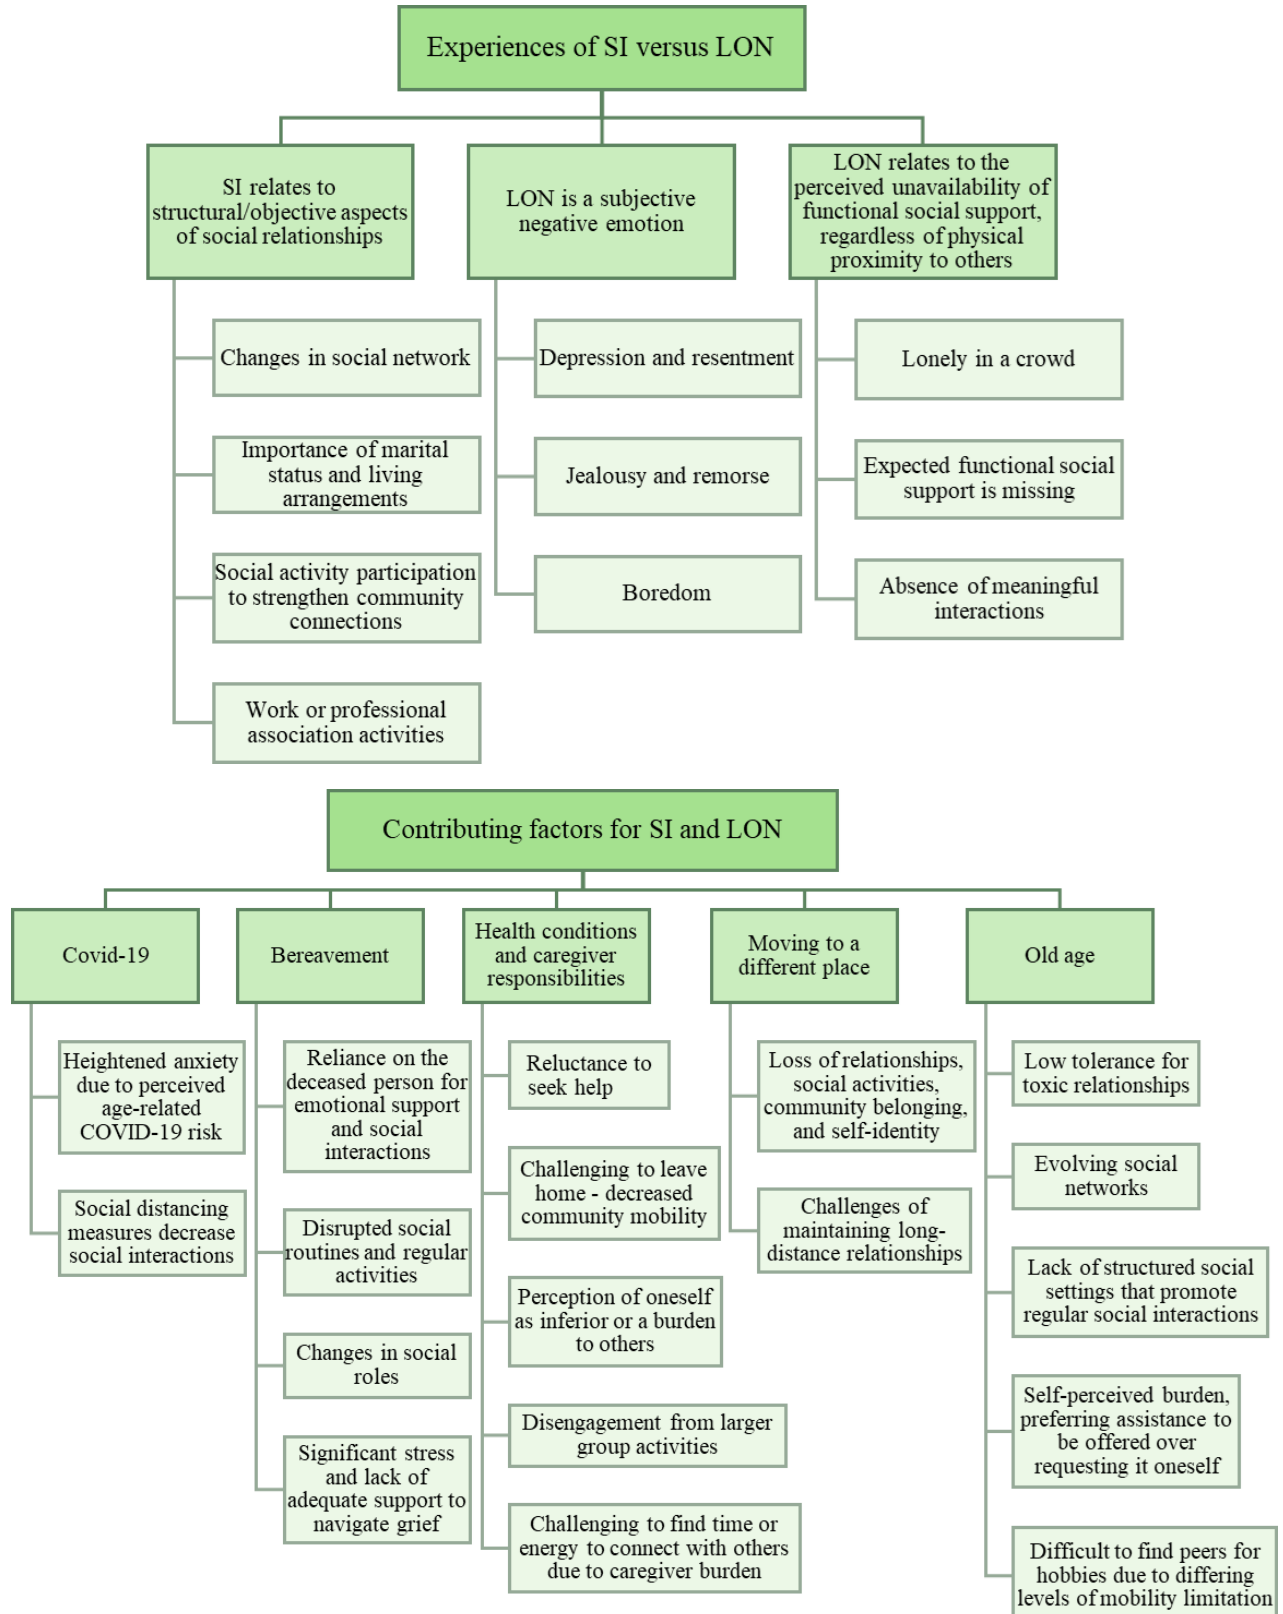 Experiences of SI versus LON
SI relates to
structural/objective aspects
of social relationships
LON is a subjective
negative emotion
LON relates to the
perceived unavailability of
functional social support,
regardless of physical
proximity to others
Changes in social network
Importance of marital
status and living
arrangements
Social activity participation
to strengthen community
connections
Work or professional
association activities
Depression and resentment
Jealousy and remorse
Boredom
Lonely in a crowd
Expected functional social
support is missing
Absence of meaningful
interactions
Contributing factors for SI and LON
Covid-19
Heightened anxiety
due to perceived
age-related
COVID-19 risk
Social distancing
measures decrease
social interactions
Bereavement
Reliance on the
deceased person for
emotional support
and social
interactions
Disrupted social
routines and regular
activities
Changes in social
roles
Significant stress
and lack of
adequate support to
navigate grief
Health conditions
and caregiver
responsibilities
Reluctance to
seek help
Challenging to leave
home - decreased
community mobility
Perception of oneself
as inferior or a burden
to others
Disengagement from larger
group activities
Challenging to find time or
energy to connect with others
due to caregiver burden
Moving to a
different place
Loss of relationships,
social activities,
community belonging,
and self-identity
Challenges of
maintaining long-
distance relationships
Old age
Low tolerance for
toxic relationships
Evolving social
networks
Lack of structured social
settings that promote
regular social interactions
Self-perceived burden,
preferring assistance to
be offered over
requesting it oneself
Difficult to find peers for
hobbies due to differing
levels of mobility limitation